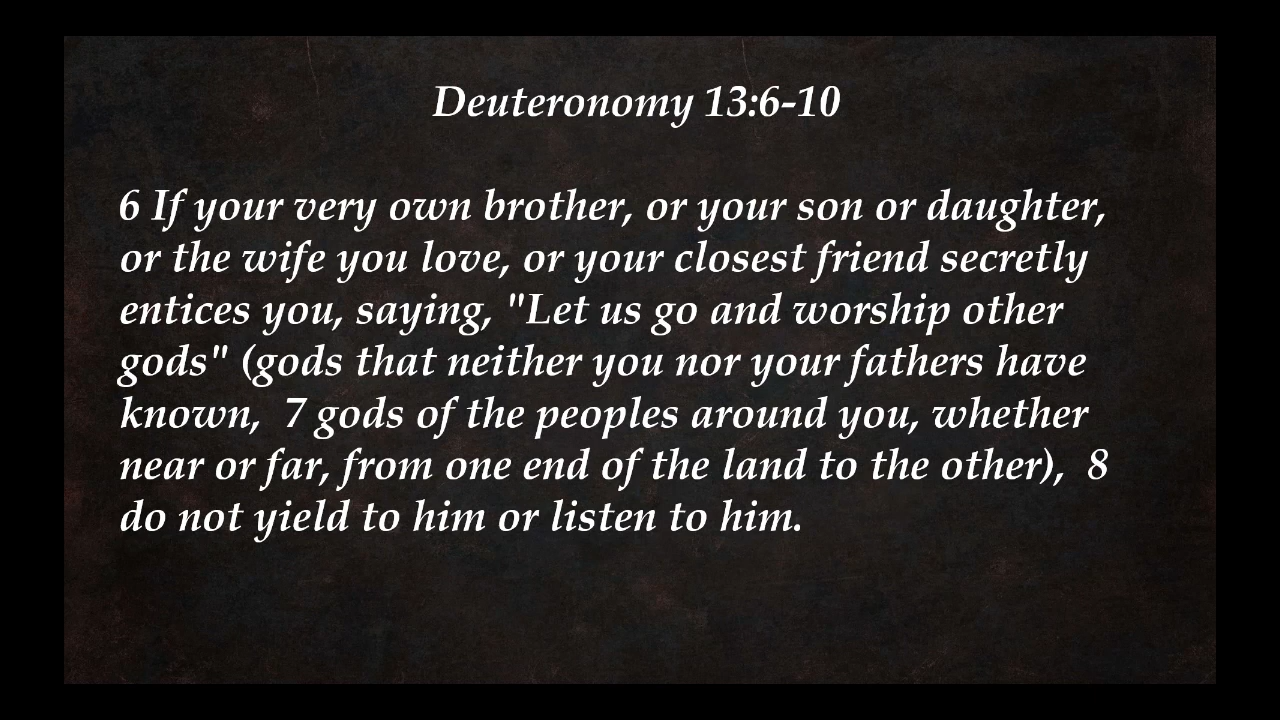 Deuteronomy 13:6-10
6 If your very own brother, or your son or daughter,
or the wife you love, or your closest friend secretly
entices you, saying, "Let us go and worship other
gods" (gods that neither you nor your fathers have
known,  7 gods of the peoples around you, whether
near or far, from one end of the land to the other),  8
do not yield to him or listen to him.